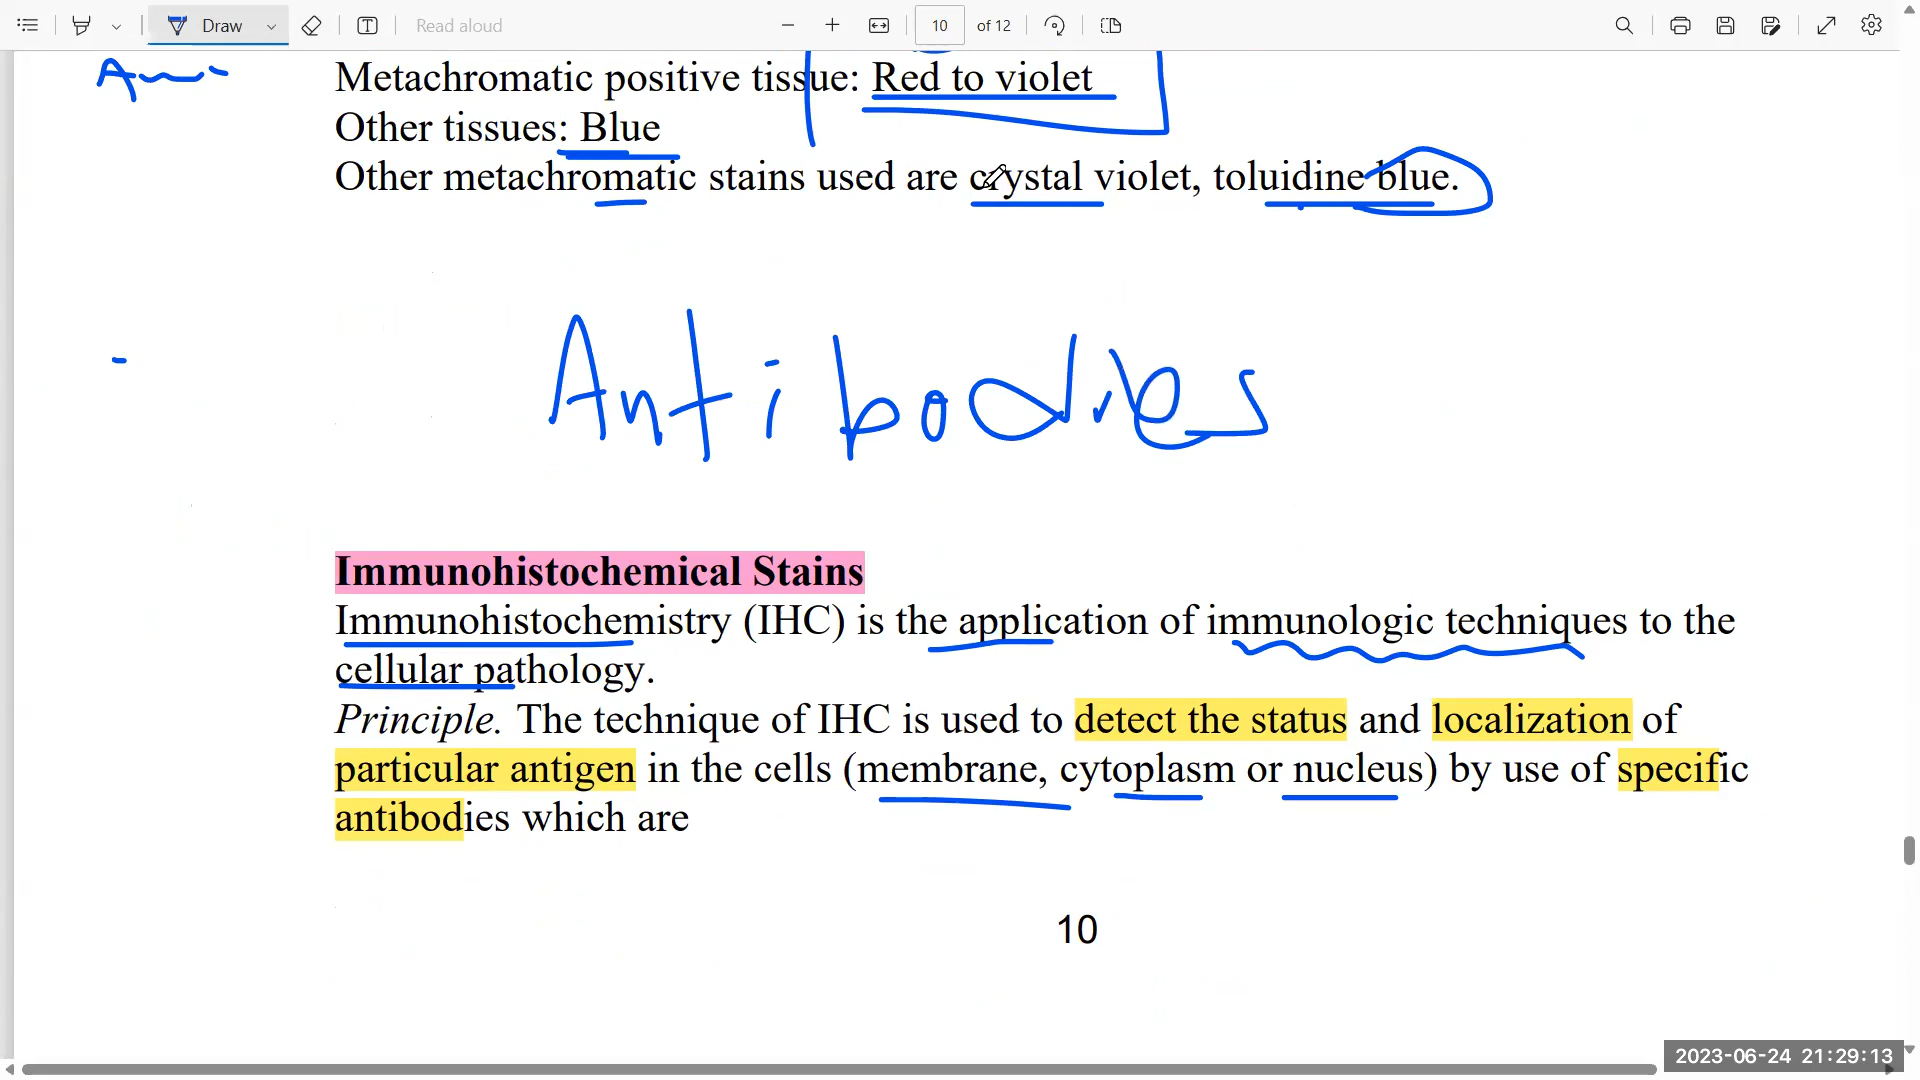 Draw
Read aloud
10 of 12
Metachromatic positive tissue: Red to violet
Other tissues: Blue
Other metachromatic stains used are crystal violet, toluidine blue.
Antibodies
Immunohistochemical Stains
Immunohistochemistry (IHC) is the application of immunologic techniques to the
cellular pathology.
Principle. The technique of IHC is used to detect the status and localization of
particular antigen in the cells (membrane, cytoplasm or nucleus) by use of specific
antibodies which are
10
2023-06-24 21:29:13